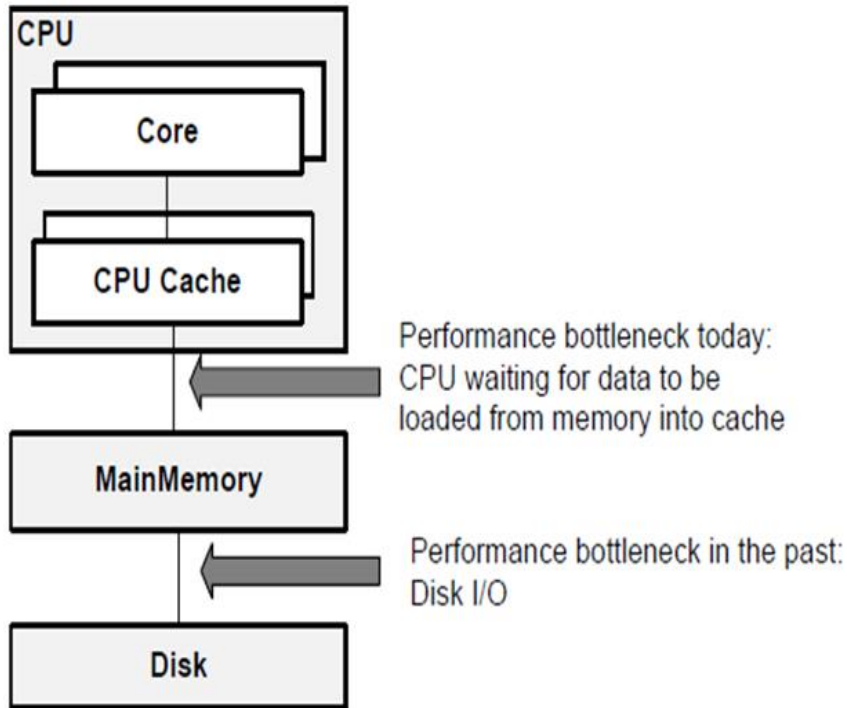 CPU
Core
CPU Cache
Performance bottleneck today:
CPU waiting for data to be
loaded from memory into cache
MainMemory
Performance bottleneck in the past:
Disk I/O
Disk